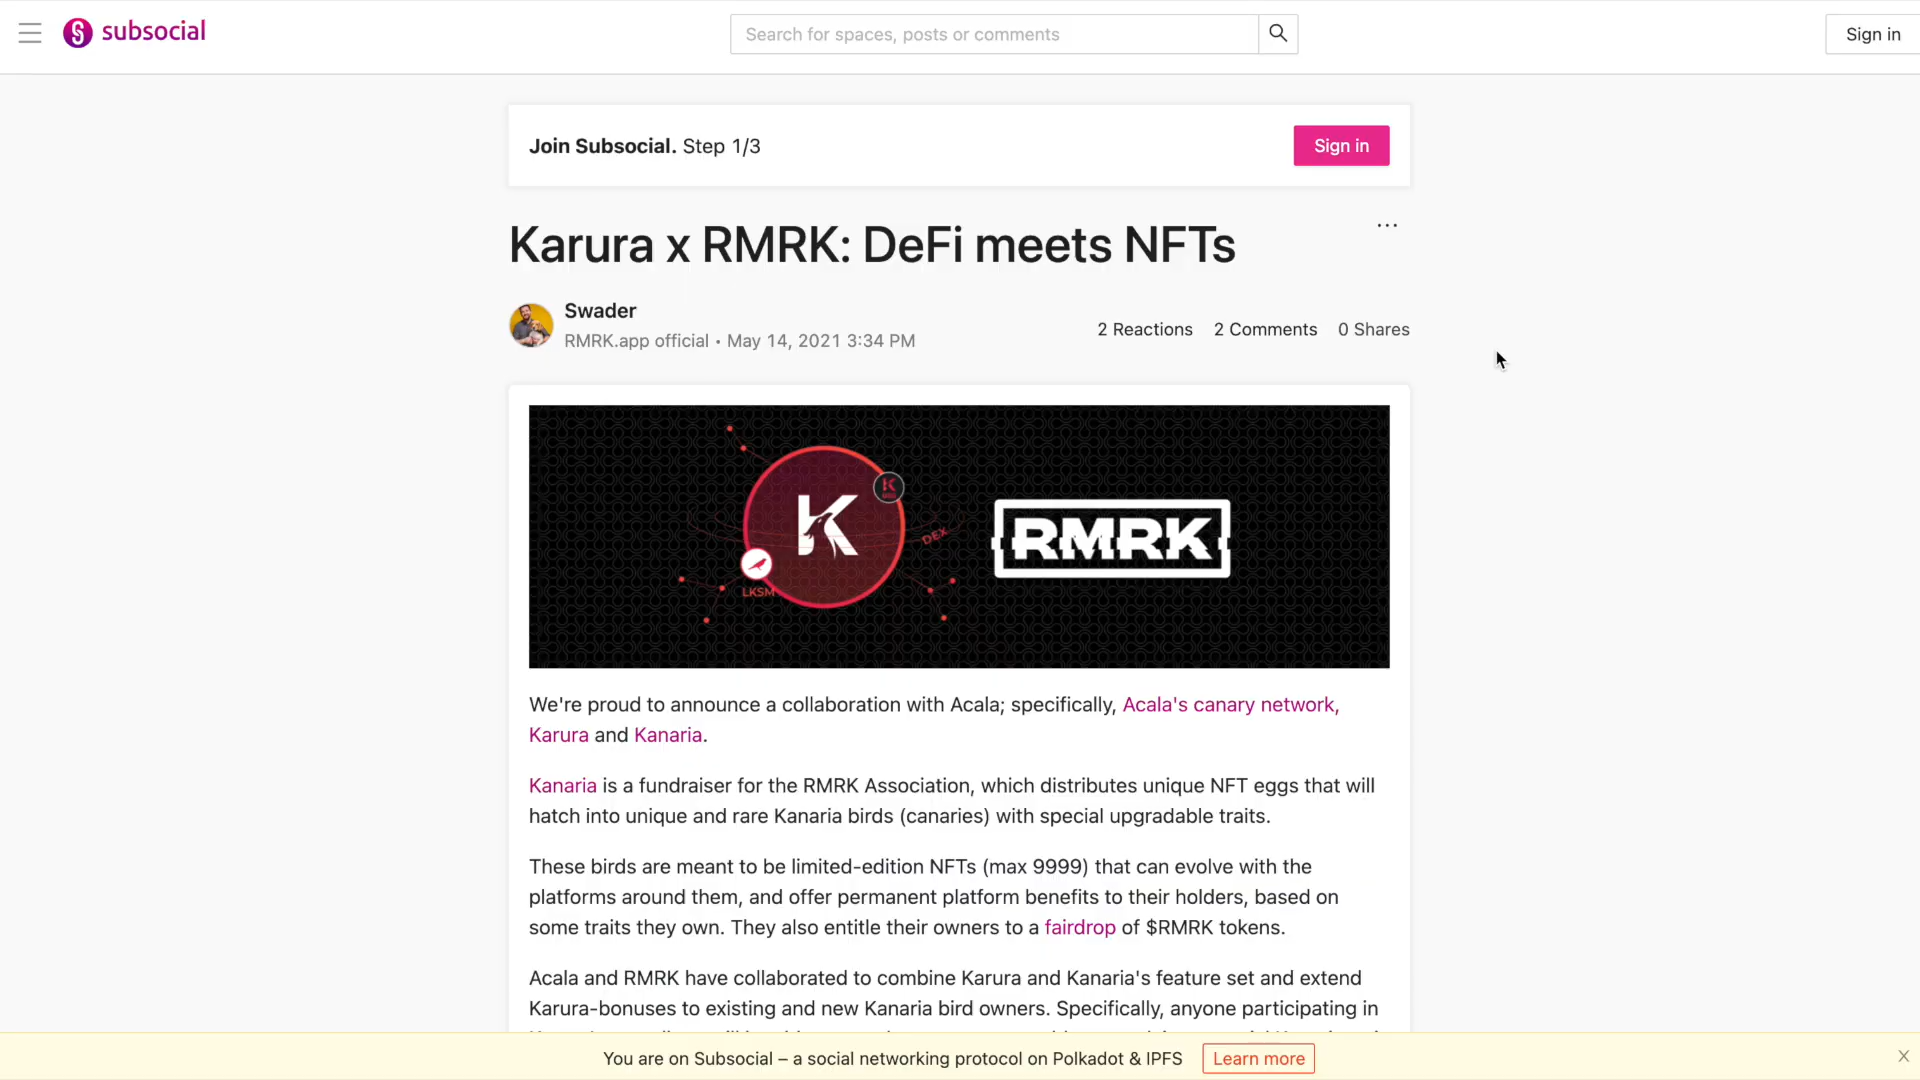 subsocial
Search for spaces, posts or comments
Sign in
Join Subsocial. Step 1/3
Sign in
Karura x RMRK: DeFi meets NFTs
Swader
RMRK.app official • May 14, 2021 3:34 PM
2 Reactions 2 Comments 0 Shares
K
K
DEX
LKSM
RMRK
We're proud to announce a collaboration with Acala; specifically, Acala's canary network,
Karura and Kanaria.
Kanaria is a fundraiser for the RMRK Association, which distributes unique NFT eggs that will
hatch into unique and rare Kanaria birds (canaries) with special upgradable traits.
These birds are meant to be limited-edition NFTs (max 9999) that can evolve with the
platforms around them, and offer permanent platform benefits to their holders, based on
some traits they own. They also entitle their owners to a fairdrop of $RMRK tokens.
Acala and RMRK have collaborated to combine Karura and Kanaria's feature set and extend
Karura-bonuses to existing and new Kanaria bird owners. Specifically, anyone participating in
You are on Subsocial – a social networking protocol on Polkadot & IPFS
Learn more